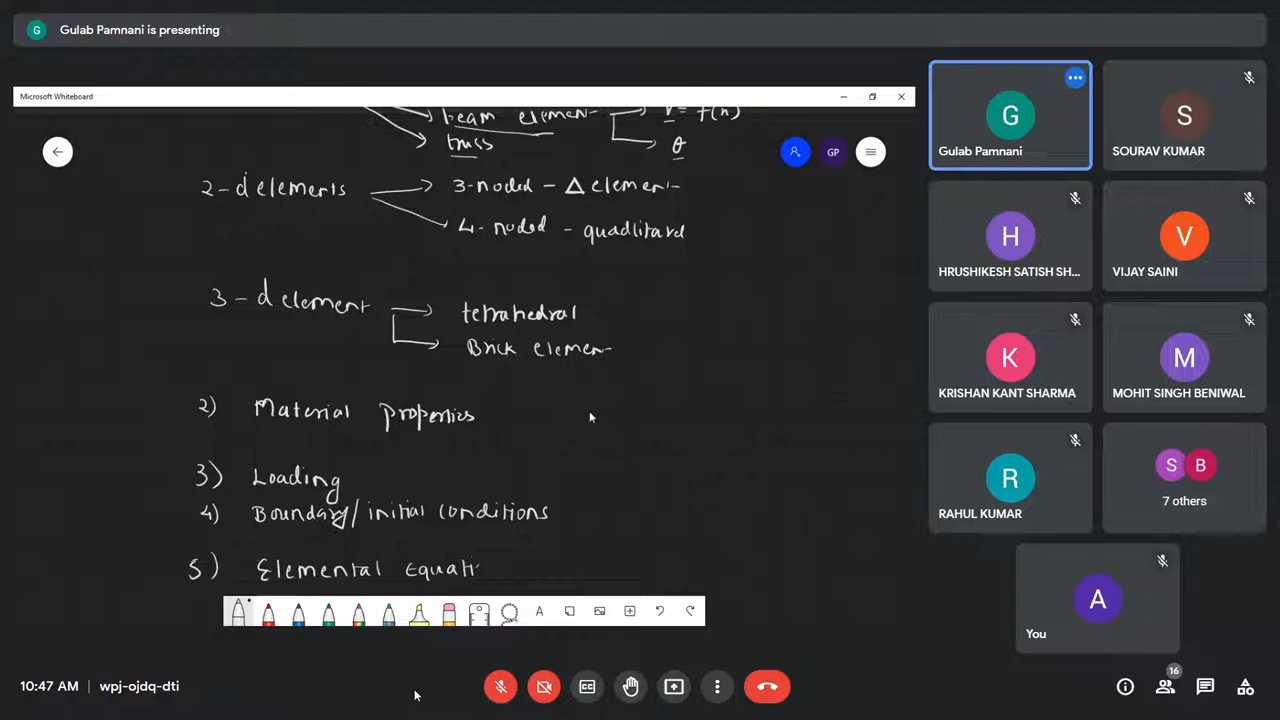 G Gulab Pamnani is presenting
Microsoft Whiteboard
beam element v = f(x)
truss θ
GP
2-d elements 3-noded - Δ element
4-noded - quadlitard
3-d element tetrahedral
Brick elemen
2) Material properties
3) Loading
4) Boundary/initial conditions
5) Elemental Equati
A
G
Gulab Pamnani
S
SOURAV KUMAR
H
HRUSHIKESH SATISH SH...
V
VIJAY SAINI
K
KRISHAN KANT SHARMA
M
MOHIT SINGH BENIWAL
R
RAHUL KUMAR
S B
7 others
A
You
10:47 AM | wpj-ojdq-dti
16